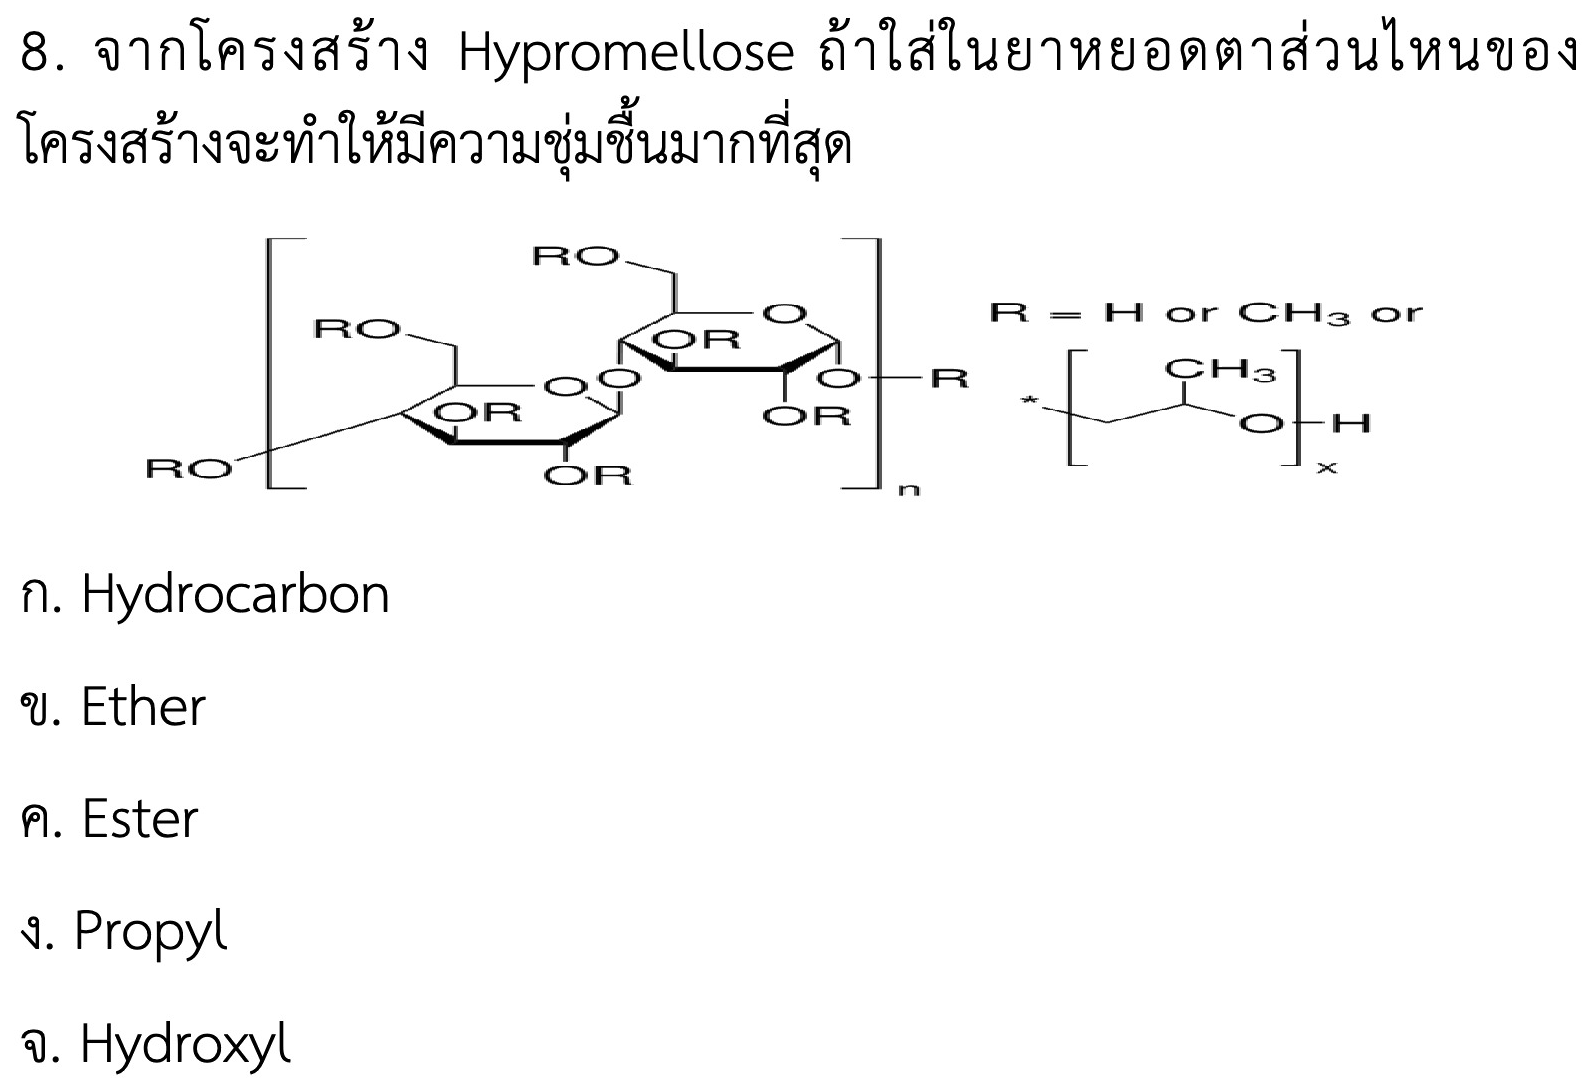 8. จากโครงสร้าง Hypromellose ถ้าใส่ในยาหยอดตาส่วนไหนของ
โครงสร้างจะทำให้มีความชุ่มชื้นมากที่สุด
RO
RO
O
OR
R = H or CH3 or
O
O
OR
O
R
OR
OR
RO
OR
n
*
CH3
O
H
x
ก. Hydrocarbon
ข. Ether
ค. Ester
ง. Propyl
จ. Hydroxyl